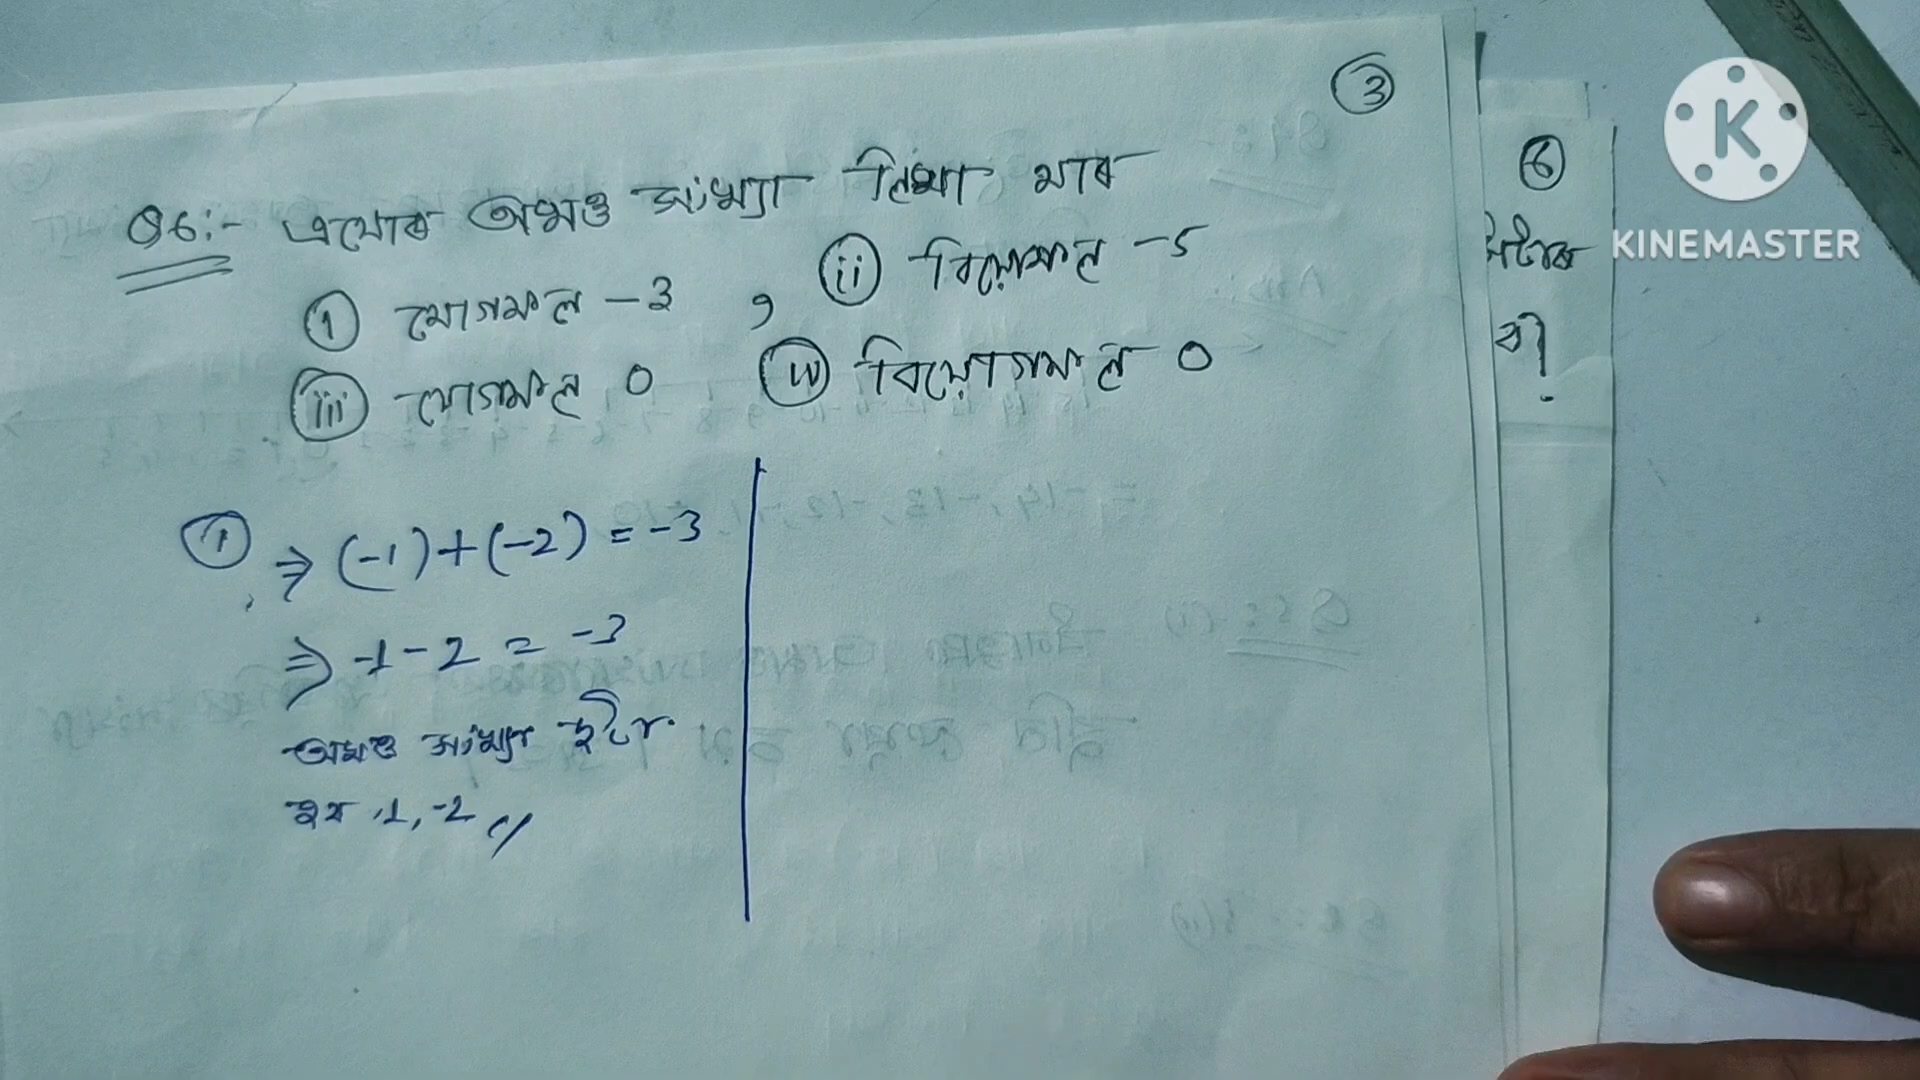 ③
Q6:- এযোৰ অখণ্ড সংখ্যা লিখা যাৰ
① যোগফল -3 , ⅱ বিয়োগফল -5
ⅲ যোগফল 0 ⅳ বিয়োগফল 0
① ⇒ (-1)+(-2) = -3
⇒ -1-2 = -3
অখণ্ড সংখ্যা দুটা
হব -1, -2 //
⑥
KINEMASTER